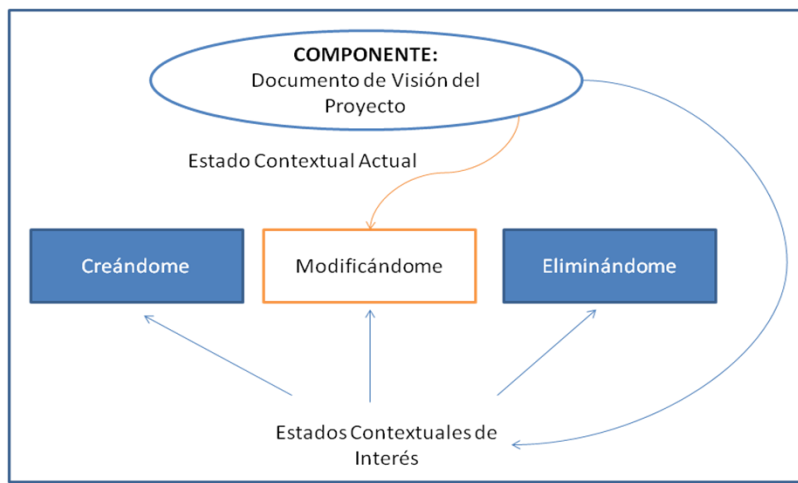 COMPONENTE:
Documento de Visión del
Proyecto
Estado Contextual Actual
Creándome
Modificándome
Eliminándome
Estados Contextuales de
Interés